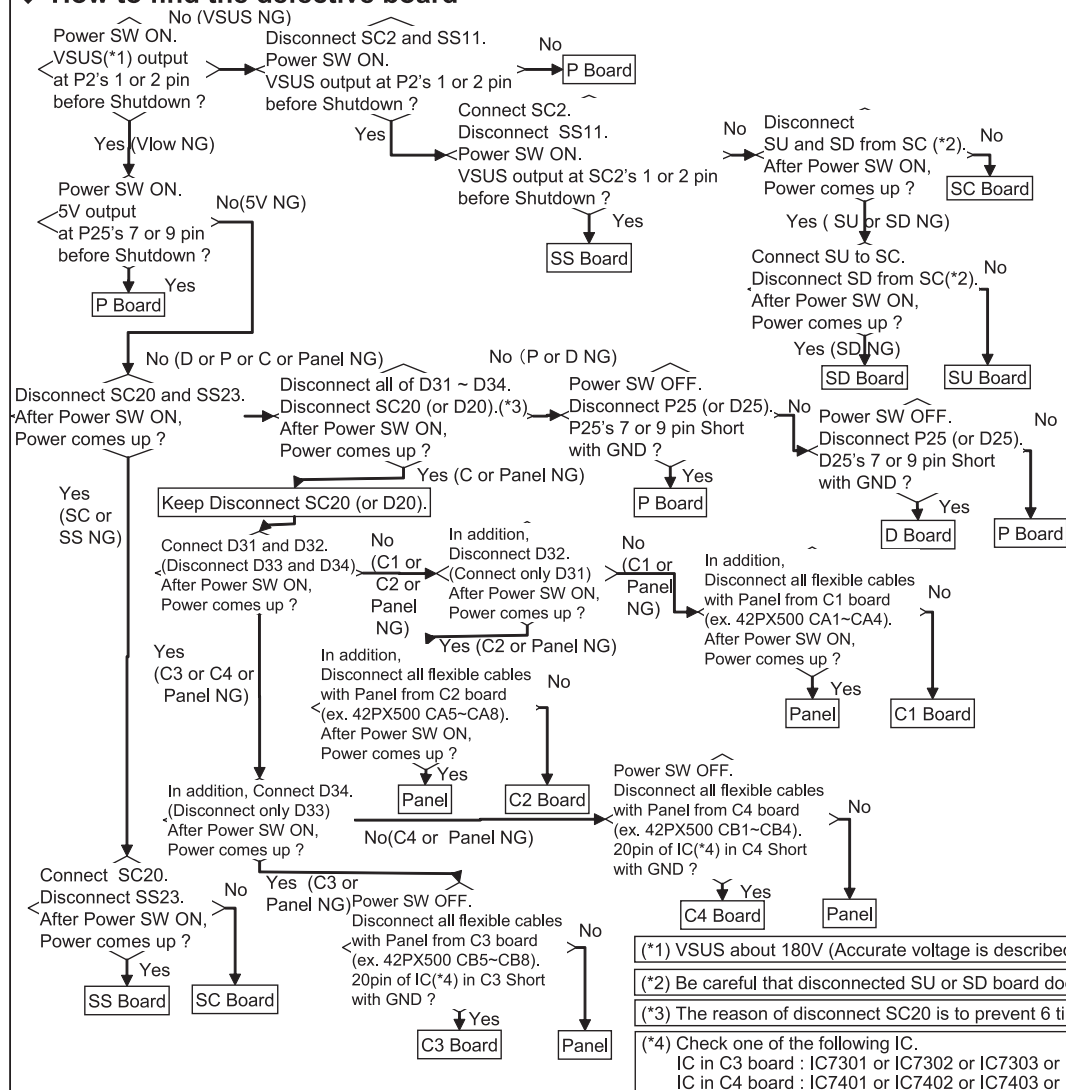 How to find the defective board
No (VSUS NG)
Power SW ON.
VSUS(*1) output
at P2's 1 or 2 pin
before Shutdown ?
Disconnect SC2 and SS11.
Power SW ON.
VSUS output at P2's 1 or 2 pin
before Shutdown ?
No
P Board
Yes
Connect SC2.
Disconnect SS11.
Power SW ON.
VSUS output at SC2's 1 or 2 pin
before Shutdown ?
No
Yes
SS Board
Disconnect
SU and SD from SC (*2).
After Power SW ON,
Power comes up ?
No
SC Board
Yes ( SU or SD NG)
Connect SU to SC.
Disconnect SD from SC(*2).
After Power SW ON,
Power comes up ?
No
Yes (SD NG)
SD Board
SU Board
Yes (Vlow NG)
Power SW ON.
5V output
at P25's 7 or 9 pin
before Shutdown ?
No(5V NG)
Yes
P Board
Disconnect SC20 and SS23.
After Power SW ON,
Power comes up ?
No (D or P or C or Panel NG)
Disconnect all of D31 ~ D34.
Disconnect SC20 (or D20).(*3)
After Power SW ON,
Power comes up ?
No (P or D NG)
Power SW OFF.
Disconnect P25 (or D25).
P25's 7 or 9 pin Short
with GND ?
No
Yes
P Board
Power SW OFF.
Disconnect P25 (or D25).
D25's 7 or 9 pin Short
with GND ?
No
Yes
D Board
P Board
Yes (C or Panel NG)
Keep Disconnect SC20 (or D20).
Yes
(SC or
SS NG)
Connect D31 and D32.
(Disconnect D33 and D34)
After Power SW ON,
Power comes up ?
No
(C1 or
C2 or
Panel
NG)
In addition,
Disconnect D32.
(Connect only D31)
After Power SW ON,
Power comes up ?
No
(C1 or
Panel
NG)
In addition,
Disconnect all flexible cables
with Panel from C1 board
(ex. 42PX500 CA1~CA4).
After Power SW ON,
Power comes up ?
No
Yes
Panel
C1 Board
Yes (C2 or Panel NG)
In addition,
Disconnect all flexible cables
with Panel from C2 board
(ex. 42PX500 CA5~CA8).
After Power SW ON,
Power comes up ?
No
Yes
Panel
C2 Board
Yes
(C3 or C4 or
Panel NG)
In addition, Connect D34.
(Disconnect only D33)
After Power SW ON,
Power comes up ?
No(C4 or Panel NG)
Power SW OFF.
Disconnect all flexible cables
with Panel from C4 board
(ex. 42PX500 CB1~CB4).
20pin of IC(*4) in C4 Short
with GND ?
No
Yes
C4 Board
Panel
Yes (C3 or
Panel NG)
Power SW OFF.
Disconnect all flexible cables
with Panel from C3 board
(ex. 42PX500 CB5~CB8).
20pin of IC(*4) in C3 Short
with GND ?
No
Yes
C3 Board
Panel
Connect SC20.
Disconnect SS23.
After Power SW ON,
Power comes up ?
No
Yes
SS Board
SC Board
(*1) VSUS about 180V (Accurate voltage is described
(*2) Be careful that disconnected SU or SD board do
(*3) The reason of disconnect SC20 is to prevent 6 ti
(*4) Check one of the following IC.
IC in C3 board : IC7301 or IC7302 or IC7303 or
IC in C4 board : IC7401 or IC7402 or IC7403 or